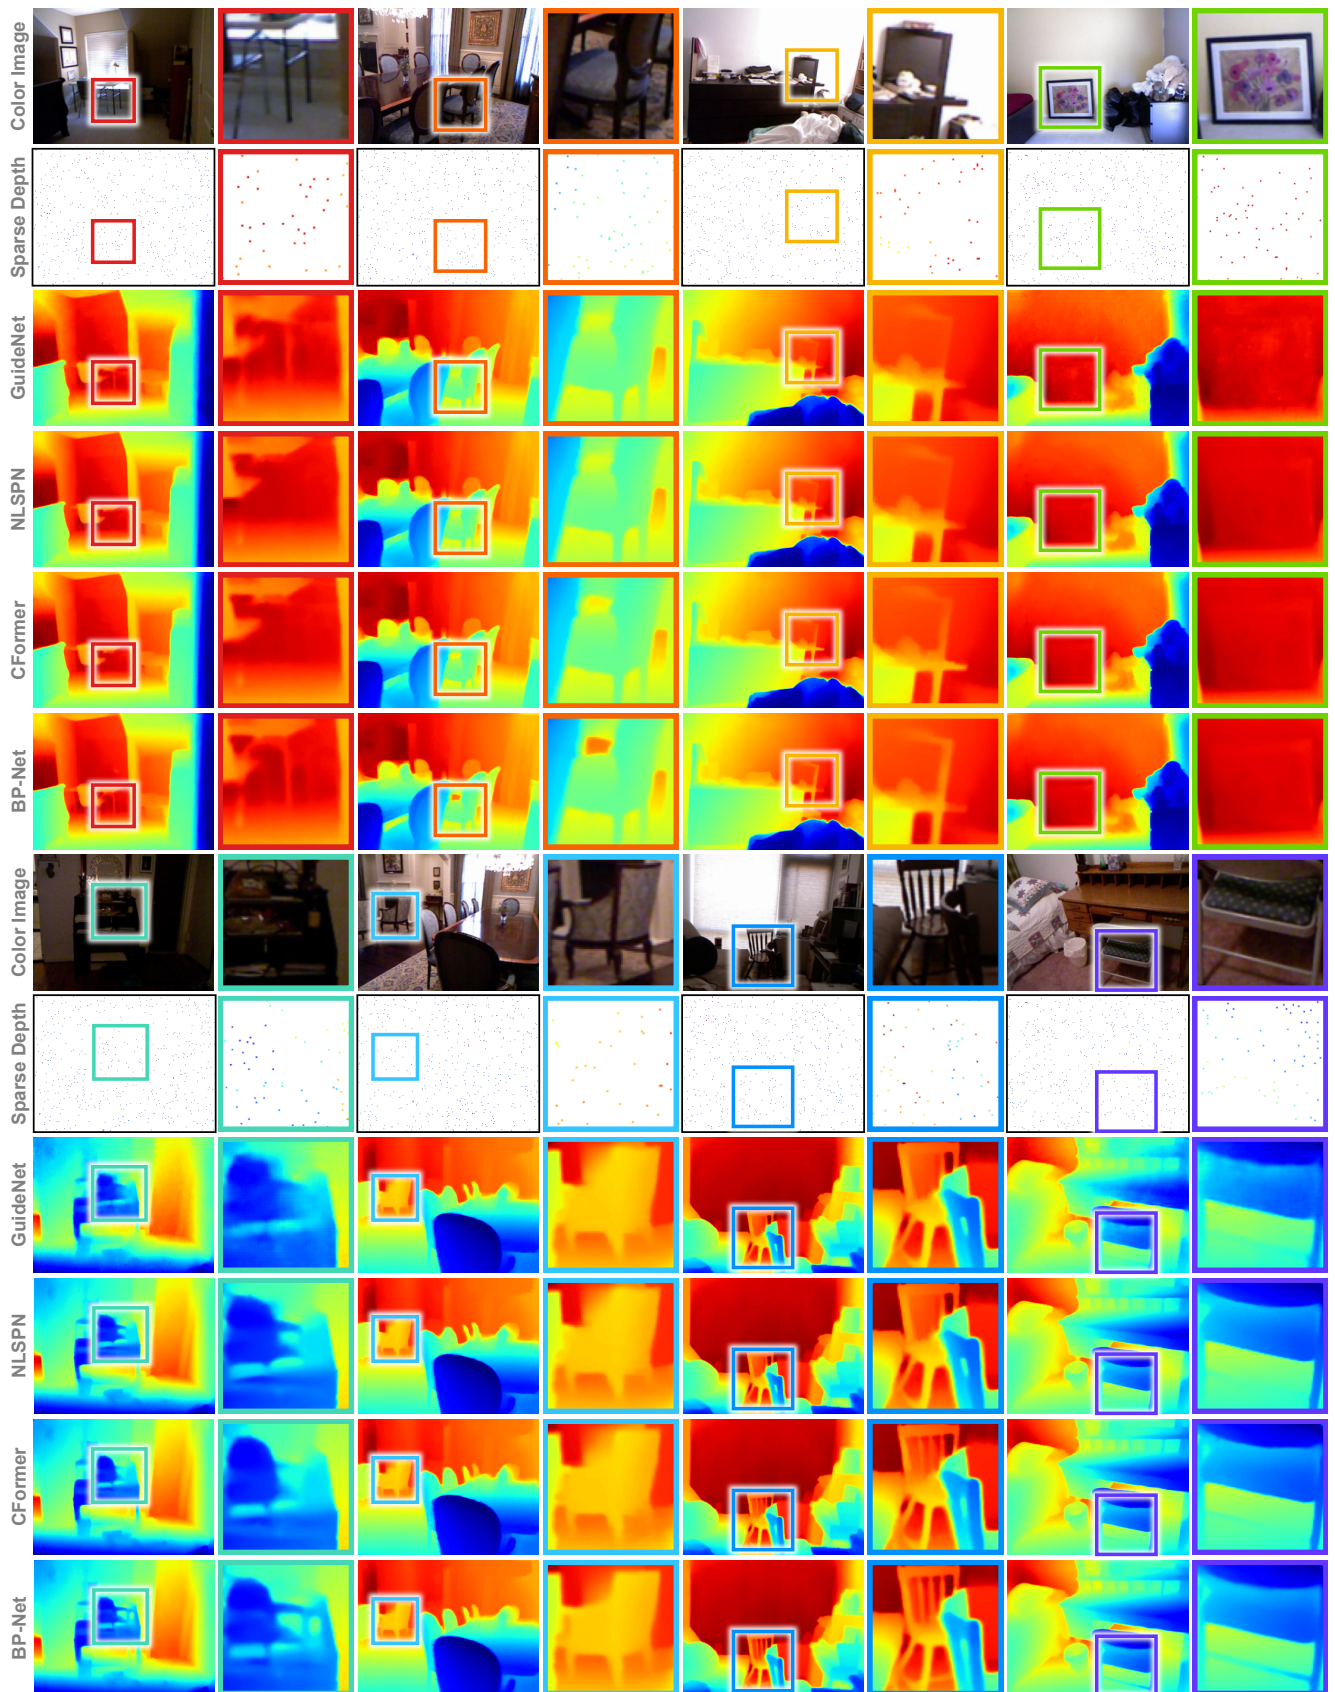 Color Image
Sparse Depth
GuideNet
NLSPN
CFormer
BP-Net
Color Image
Sparse Depth
GuideNet
NLSPN
CFormer
BP-Net